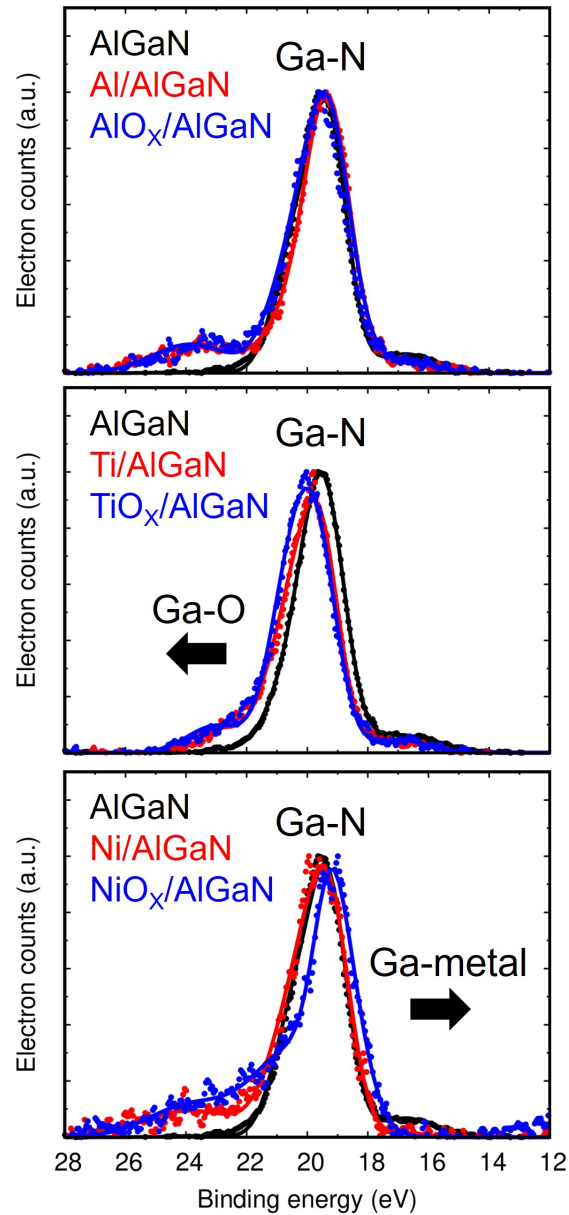 AlGaN
Al/AlGaN
AlOX/AlGaN
Ga-N
Electron counts (a.u.)
AlGaN
Ti/AlGaN
TiOX/AlGaN
Ga-N
Ga-O
Electron counts (a.u.)
AlGaN
Ni/AlGaN
NiOX/AlGaN
Ga-N
Ga-metal
Electron counts (a.u.)
28 26 24 22 20 18 16 14 12
Binding energy (eV)